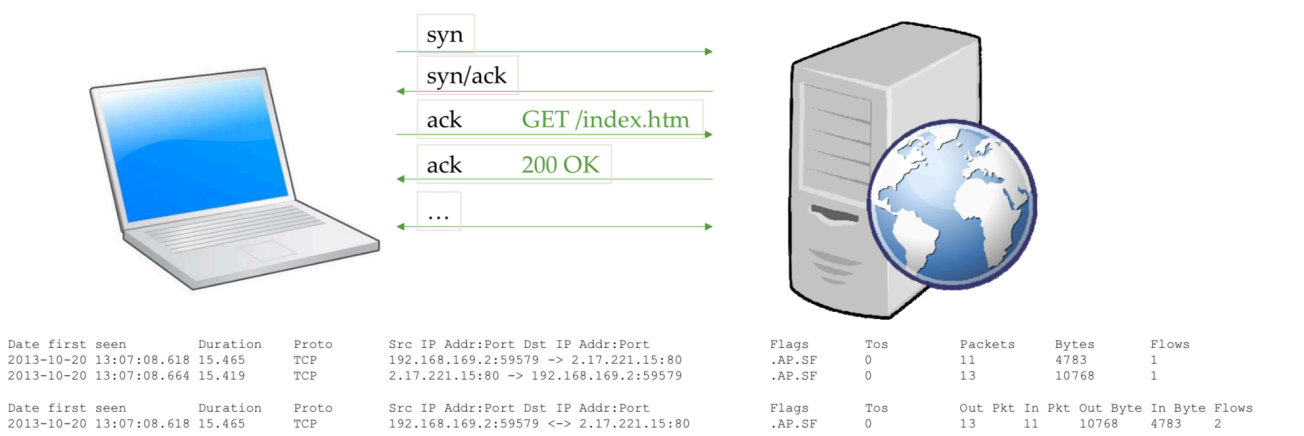 syn
syn/ack
ack GET /index.htm
ack 200 OK
...
Date first seen Duration Proto Src IP Addr:Port Dst IP Addr:Port Flags Tos Packets Bytes Flows
2013-10-20 13:07:08.618 15.465 TCP 192.168.169.2:59579 -> 2.17.221.15:80 .AP.SF 0 11 4783 1
2013-10-20 13:07:08.664 15.419 TCP 2.17.221.15:80 -> 192.168.169.2:59579 .AP.SF 0 13 10768 1
Date first seen Duration Proto Src IP Addr:Port Dst IP Addr:Port Flags Tos Out Pkt In Pkt Out Byte In Byte Flows
2013-10-20 13:07:08.618 15.465 TCP 192.168.169.2:59579 <-> 2.17.221.15:80 .AP.SF 0 13 11 10768 4783 2